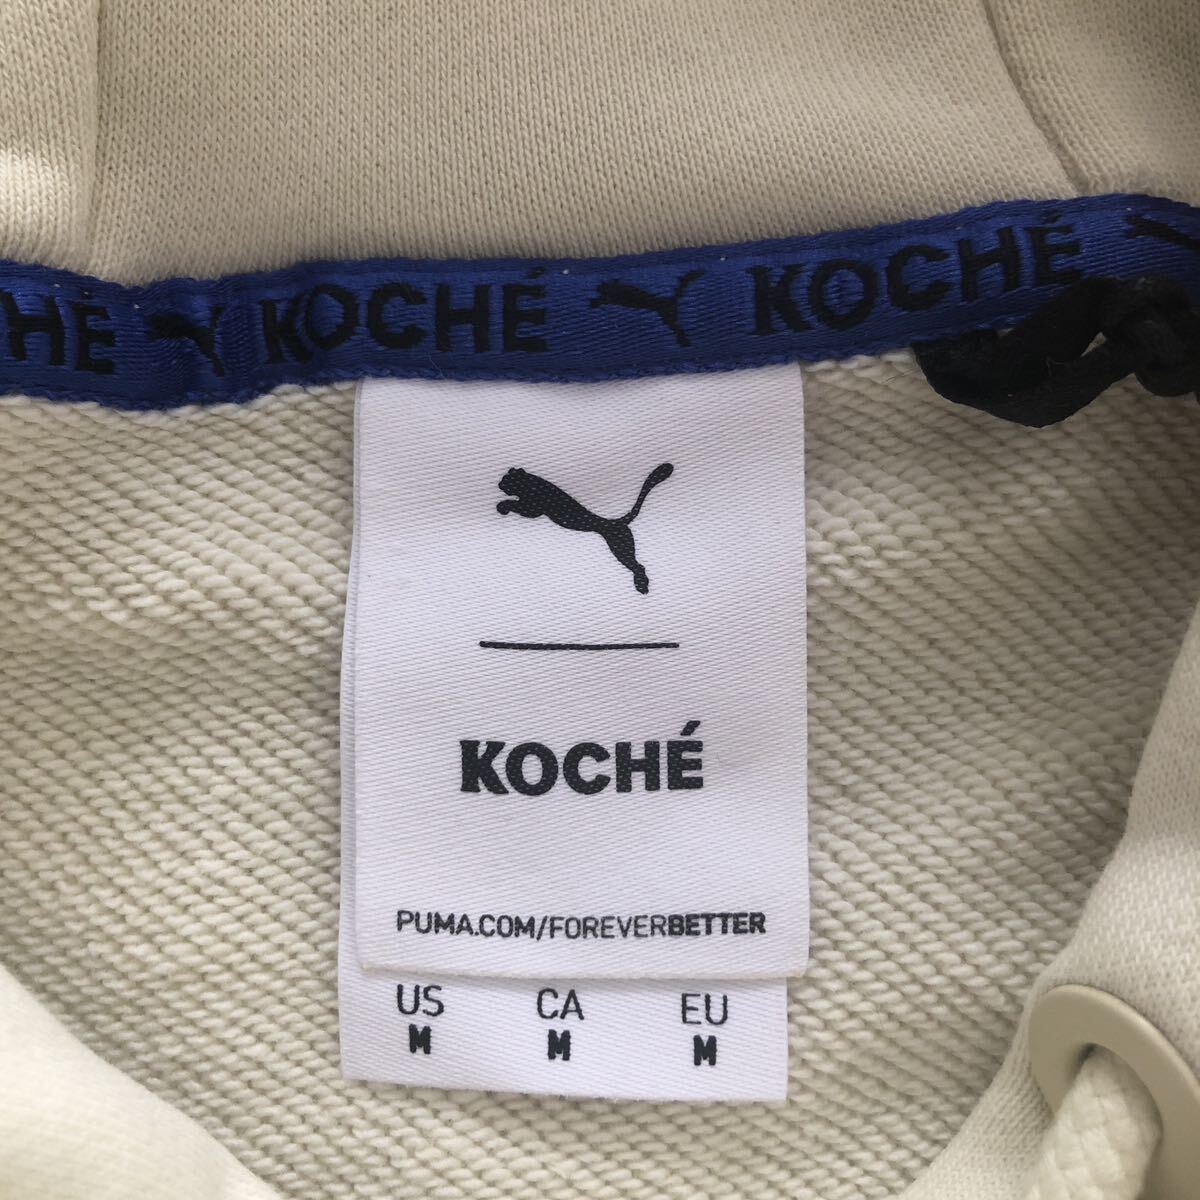 HÉ KOCHÉ KOCHÉ
KOCHÉ
PUMA.COM/FOREVERBETTER
US CA EU
M M M